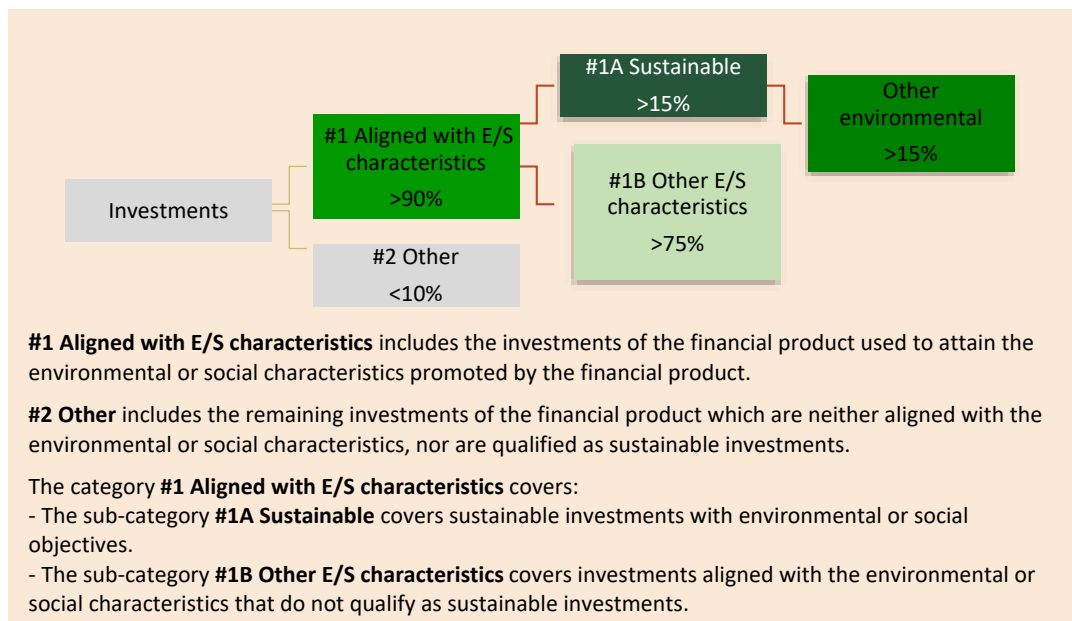 #1A Sustainable
>15%
Other
environmental
>15%
#1 Aligned with E/S
characteristics
>90%
#1B Other E/S
characteristics
>75%
Investments
#2 Other
<10%
#1 Aligned with E/S characteristics includes the investments of the financial product used to attain the
environmental or social characteristics promoted by the financial product.
#2 Other includes the remaining investments of the financial product which are neither aligned with the
environmental or social characteristics, nor are qualified as sustainable investments.
The category #1 Aligned with E/S characteristics covers:
- The sub-category #1A Sustainable covers sustainable investments with environmental or social
objectives.
- The sub-category #1B Other E/S characteristics covers investments aligned with the environmental or
social characteristics that do not qualify as sustainable investments.